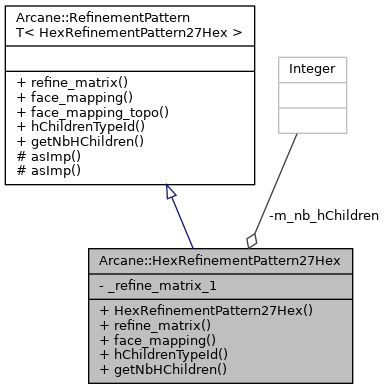 Arcane::RefinementPattern
T< HexRefinementPattern27Hex >
+ refine_matrix()
+ face_mapping()
+ face_mapping_topo()
+ hChildrenTypeId()
+ getNbHChildren()
# asImp()
# asImp()
Integer
-m_nb_hChildren
Arcane::HexRefinementPattern27Hex
- _refine_matrix_1
+ HexRefinementPattern27Hex()
+ refine_matrix()
+ face_mapping()
+ hChildrenTypeId()
+ getNbHChildren()